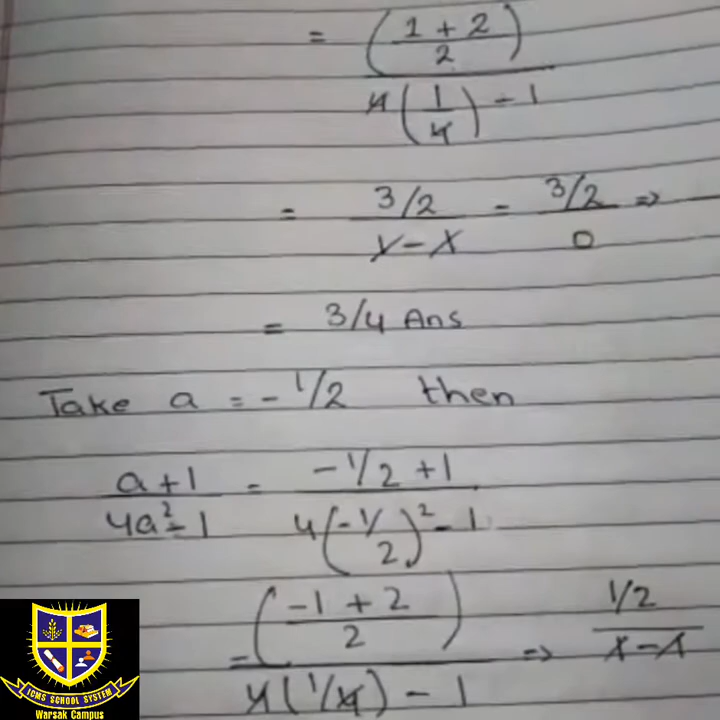 = (1 + 2 / 2) / 4(1/4) - 1
= 3/2 / 1 - 1 = 3/2 / 0 ⇒
= 3/4 Ans
Take a = - 1/2 then
a + 1 / 4a² - 1 = - 1/2 + 1 / 4(-1/2)² - 1
= (-1 + 2 / 2) / 4(1/4) - 1 ⇒ 1/2 / 1 - 1
ICMS SCHOOL SYSTEM
Warsak Campus